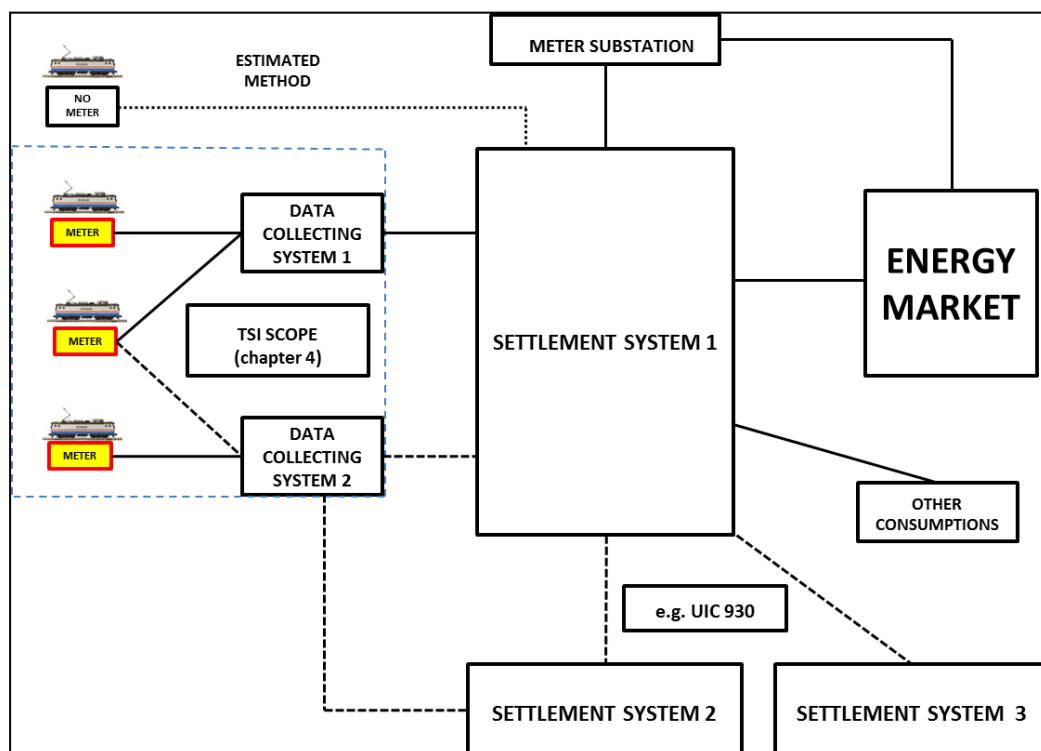 METER SUBSTATION
ESTIMATED
METHOD
NO
METER
METER
DATA
COLLECTING
SYSTEM 1
METER
TSI SCOPE
(chapter 4)
SETTLEMENT SYSTEM 1
ENERGY
MARKET
METER
DATA
COLLECTING
SYSTEM 2
OTHER
CONSUMPTIONS
e.g. UIC 930
SETTLEMENT SYSTEM 2
SETTLEMENT SYSTEM 3